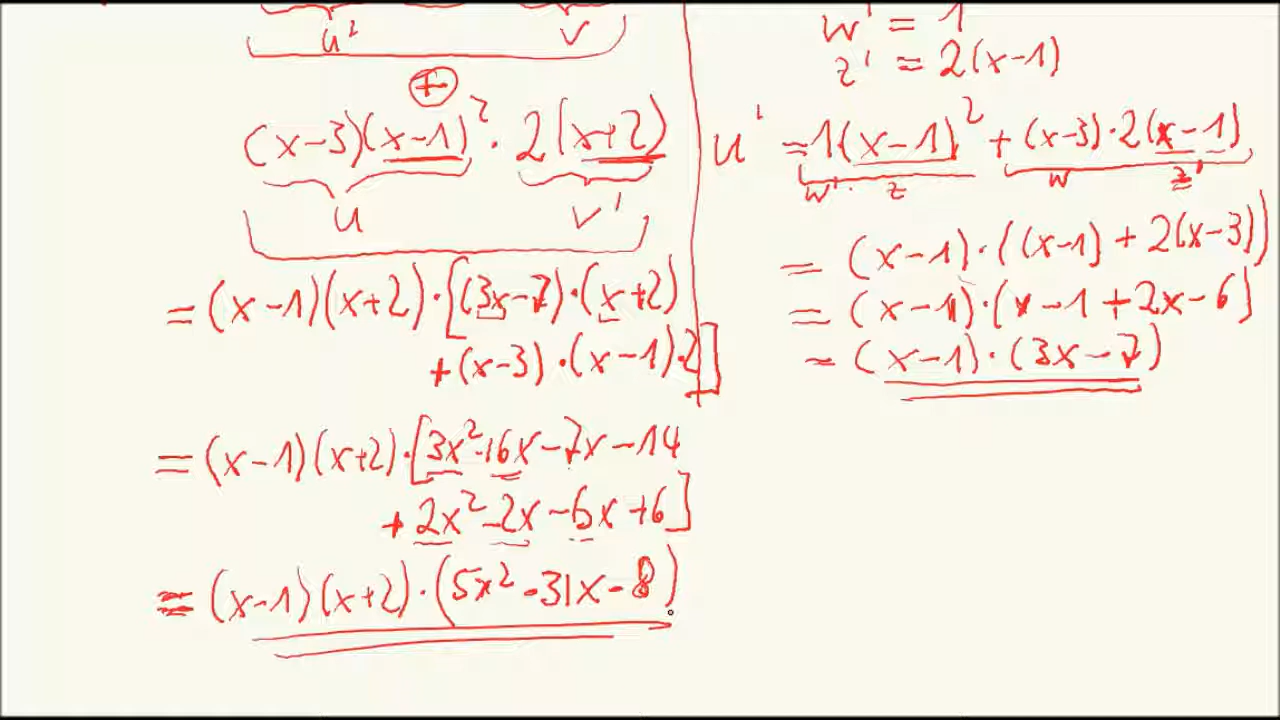 u' v
+
(x-3)(x-1)² · 2(x+2)
u v'
= (x-1)(x+2) · [(3x-7) · (x+2)
+ (x-3) · (x-1) · 2]
= (x-1)(x+2) · [3x² -16x -7x -14
+ 2x² -2x -6x +6]
= (x-1)(x+2) · (5x² -31x -8)
w' = 1
z' = 2(x-1)
u' = 1(x-1)² + (x-3) · 2(x-1)
w' · z w z'
= (x-1) · ((x-1) + 2(x-3))
= (x-1) · (x-1+2x-6)
= (x-1) · (3x-7)